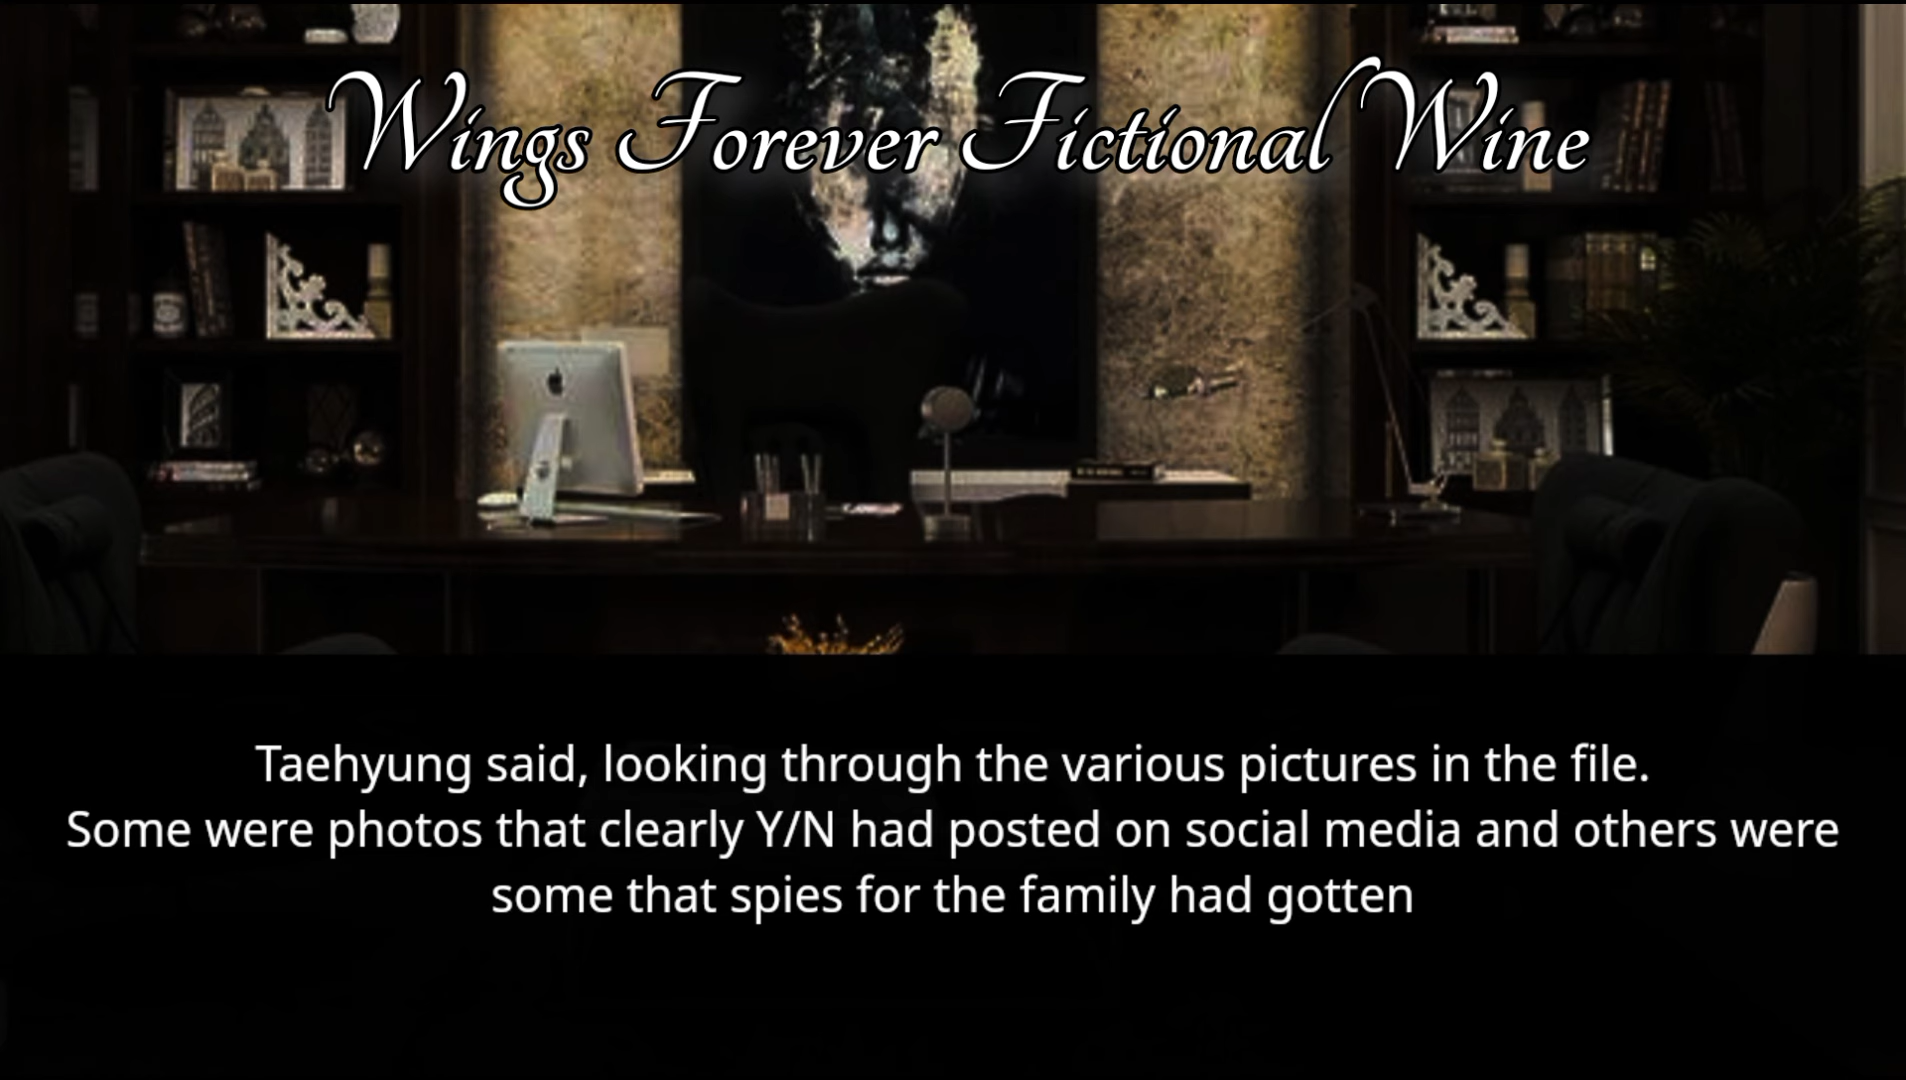 Wings Forever Fictional Wine
Taehyung said, looking through the various pictures in the file.
Some were photos that clearly Y/N had posted on social media and others were
some that spies for the family had gotten